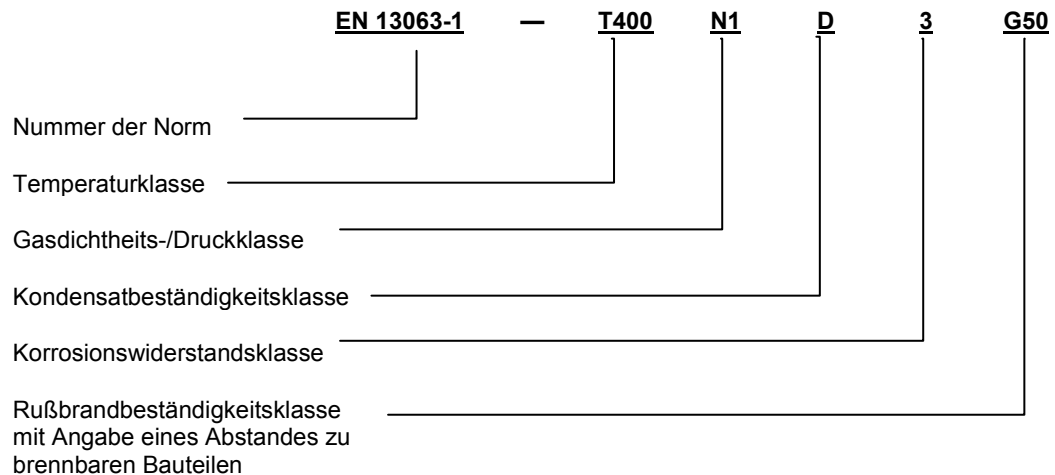 EN 13063-1 — T400 N1 D 3 G50
Nummer der Norm
Temperaturklasse
Gasdichtheits-/Druckklasse
Kondensatbeständigkeitsklasse
Korrosionswiderstandsklasse
Rußbrandbeständigkeitsklasse
mit Angabe eines Abstandes zu
brennbaren Bauteilen